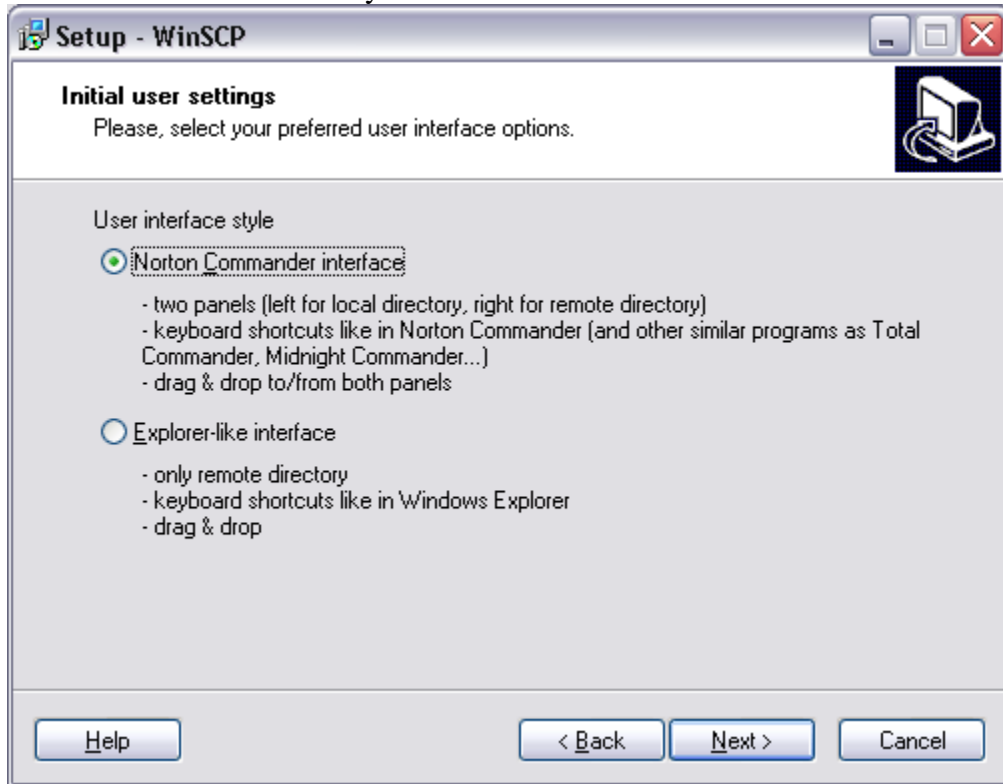 Setup - WinSCP
Initial user settings
Please, select your preferred user interface options.
User interface style
Norton Commander interface
- two panels (left for local directory, right for remote directory)
- keyboard shortcuts like in Norton Commander (and other similar programs as Total
Commander, Midnight Commander...)
- drag & drop to/from both panels
Explorer-like interface
- only remote directory
- keyboard shortcuts like in Windows Explorer
- drag & drop
Help
< Back
Next >
Cancel